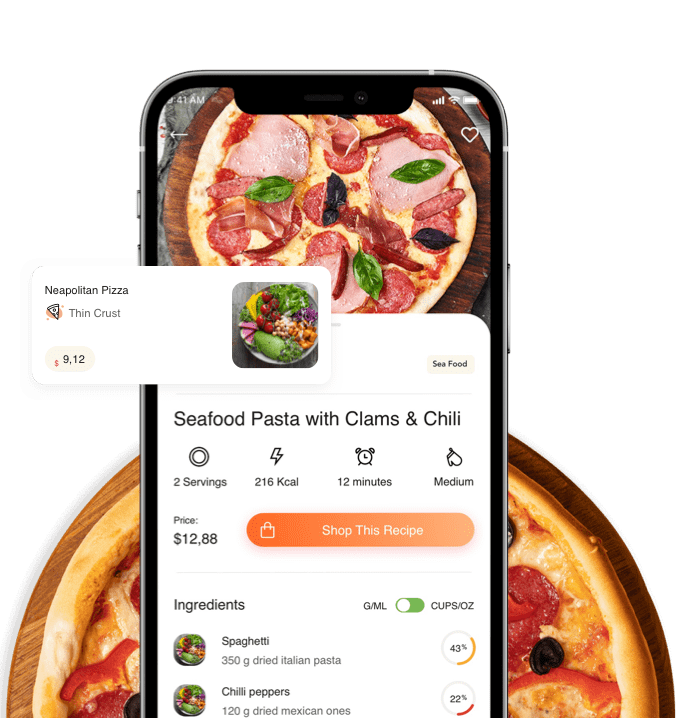 9:41 AM
Neapolitan Pizza
Thin Crust
$ 9,12
Sea Food
Seafood Pasta with Clams & Chili
2 Servings 216 Kcal 12 minutes Medium
Price:
$12,88
Shop This Recipe
Ingredients G/ML CUPS/OZ
Spaghetti
350 g dried italian pasta
43%
Chilli peppers
120 g dried mexican ones
22%